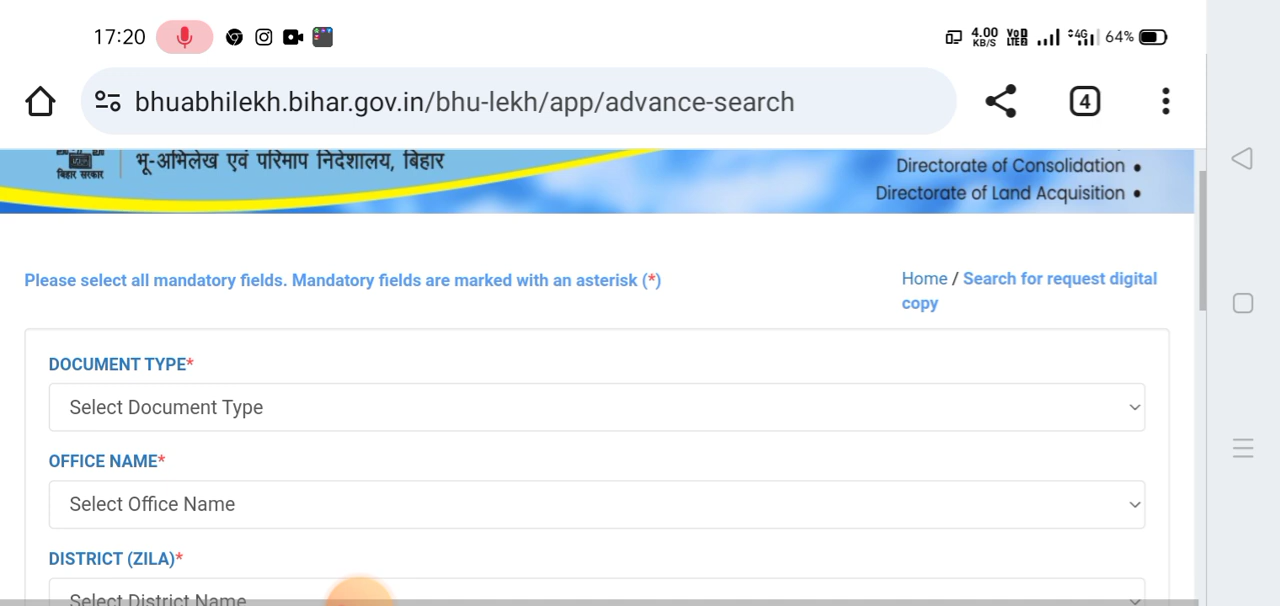 17:20
4.00 KB/S VoD LTE2 4G 64%
bhuabhilekh.bihar.gov.in/bhu-lekh/app/advance-search
4
बिहार सरकार
भू-अभिलेख एवं परिमाप निदेशालय, बिहार
Directorate of Consolidation •
Directorate of Land Acquisition •
Please select all mandatory fields. Mandatory fields are marked with an asterisk (*)
Home / Search for request digital
copy
DOCUMENT TYPE*
Select Document Type
OFFICE NAME*
Select Office Name
DISTRICT (ZILA)*
Select District Name